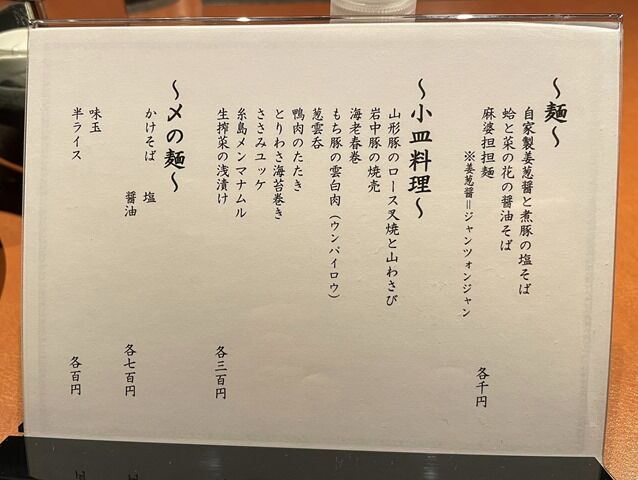 ～麺～
自家製姜葱醤と煮豚の塩そば
蛤と菜の花の醤油そば
麻婆担担麺
※姜葱醤＝ジャンツォンジャン
各千円
～小皿料理～
山形豚のロース叉焼と山わさび
岩中豚の焼売
海老春巻
もち豚の雲白肉（ウンパイロウ）
葱雲呑
鴨肉のたたき
とりわさ海苔巻き
ささみユッケ
糸島メンマナムル
生搾菜の浅漬け
各三百円
～〆の麺～
かけそば　塩
醤油
各七百円
味玉
半ライス
各百円